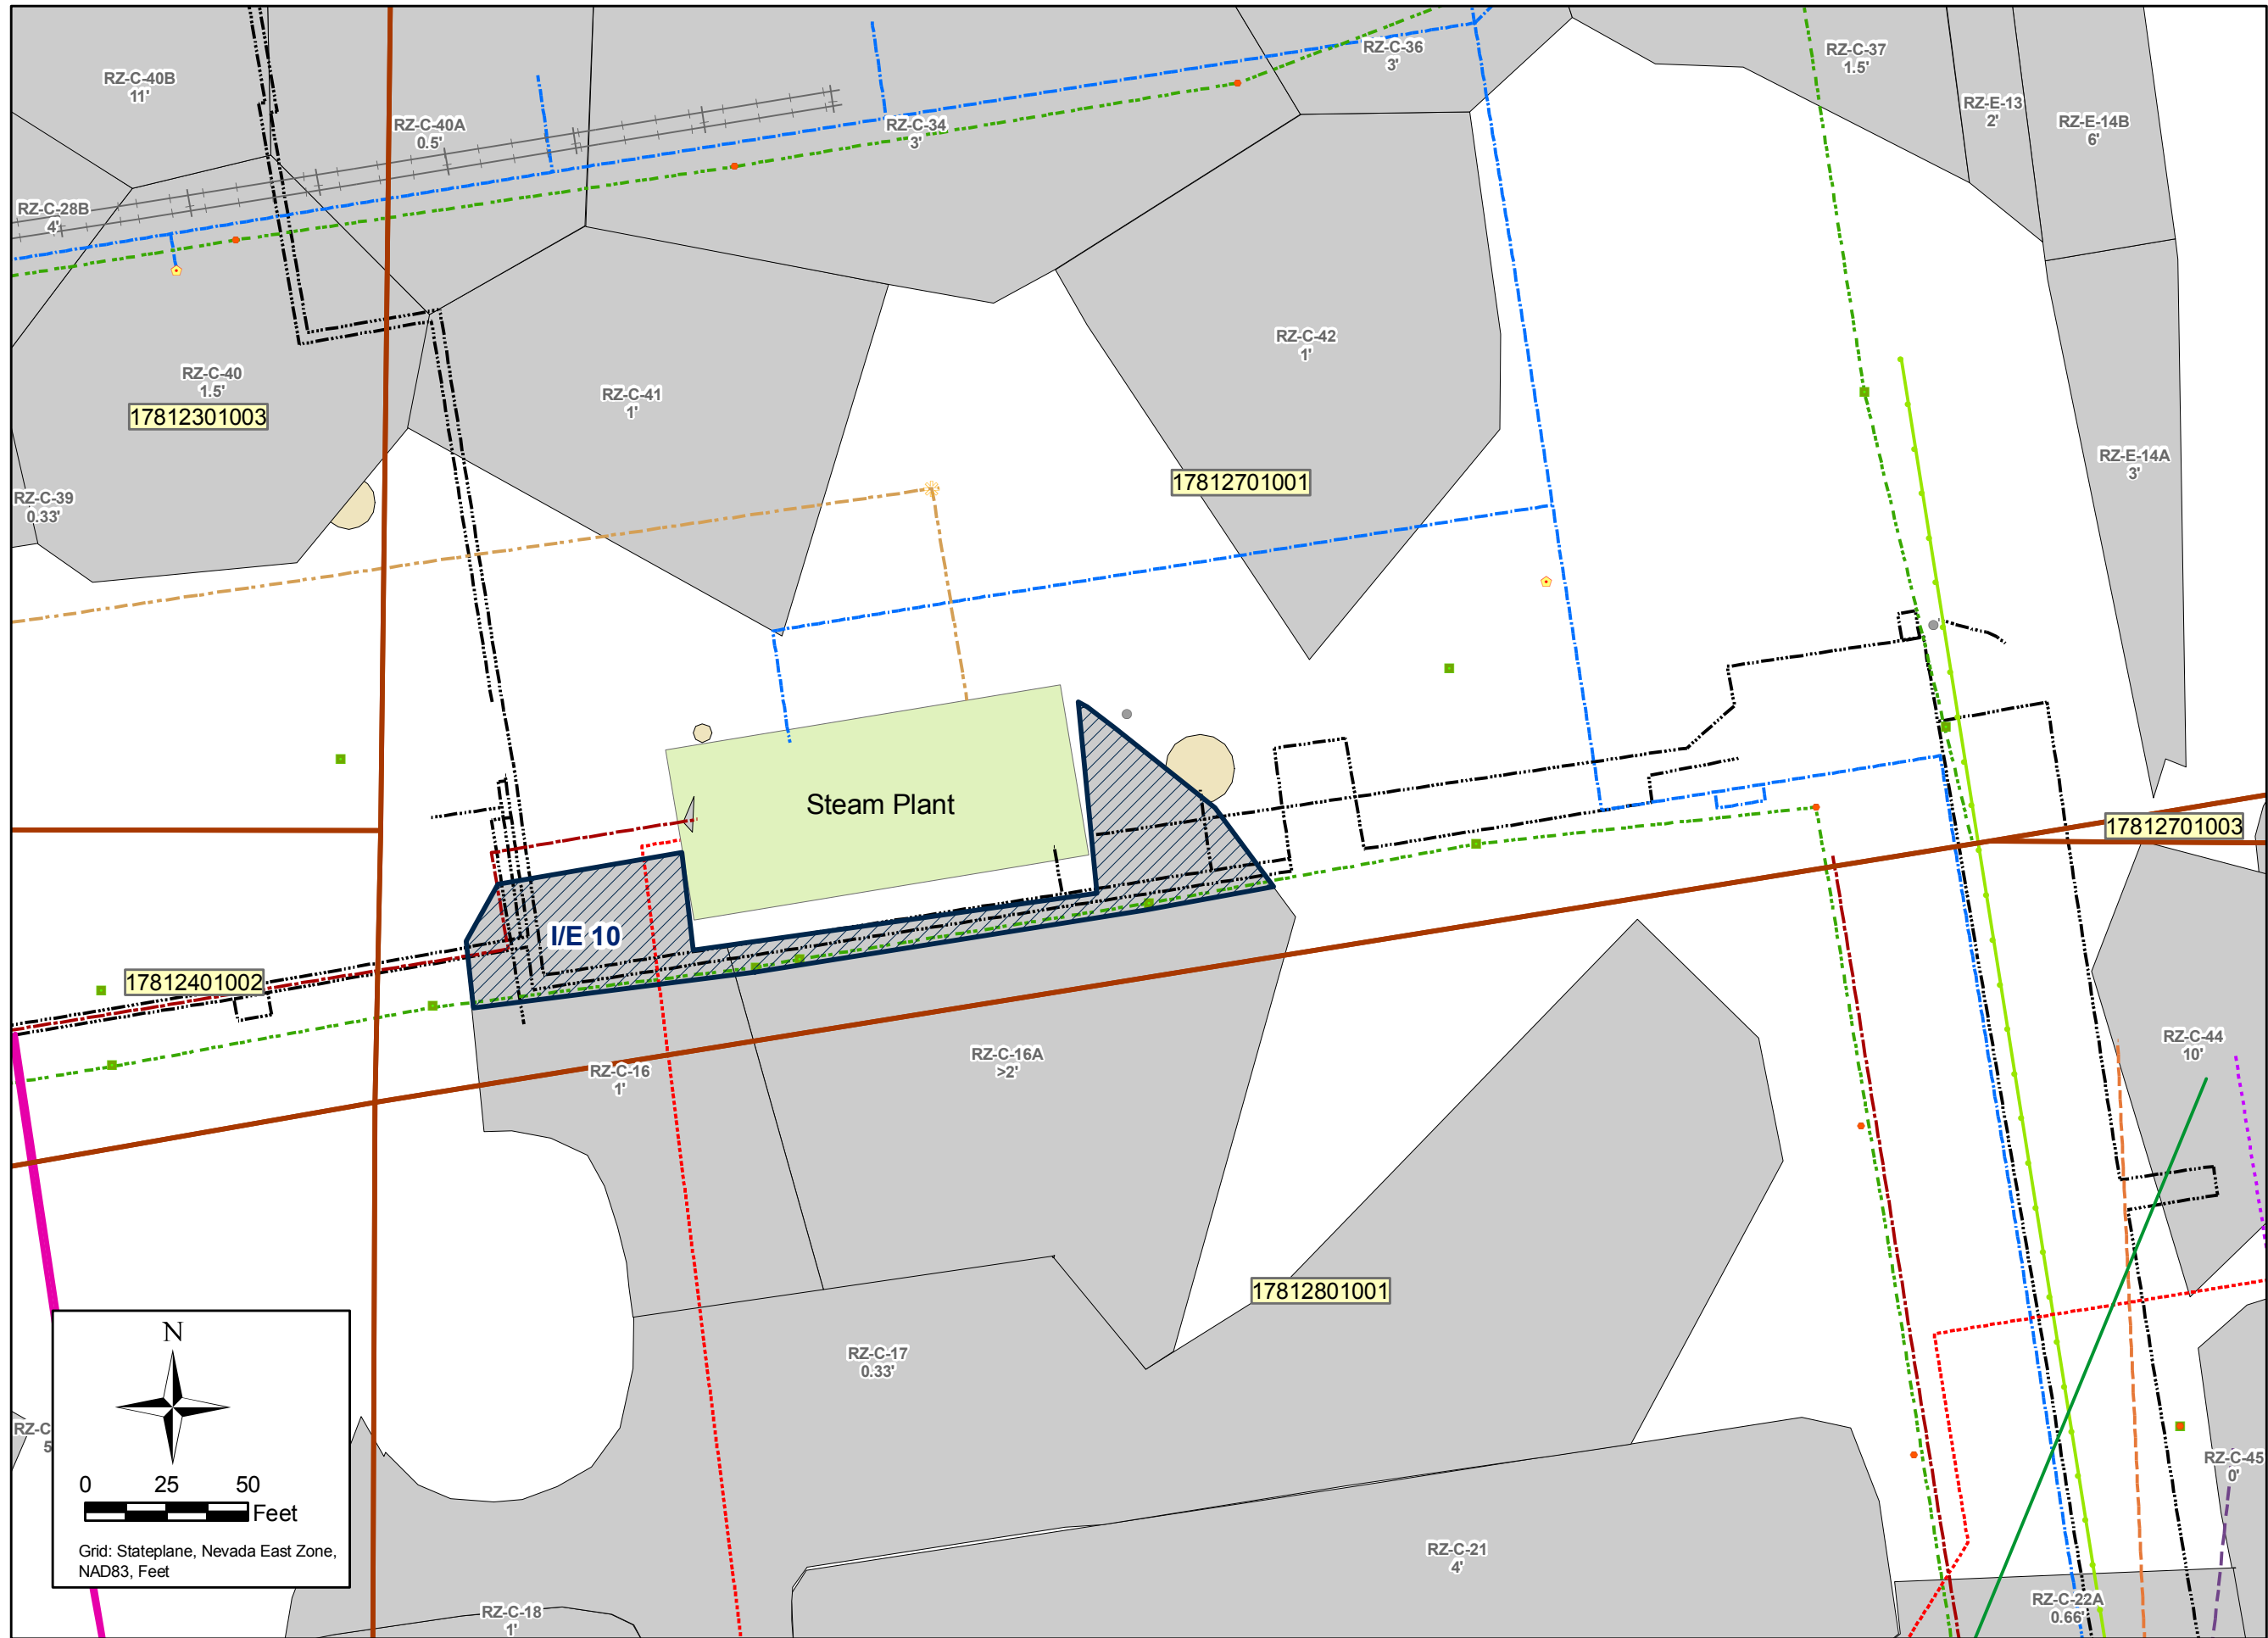 RZ-C-40B
11'
RZ-C-40A
0.5'
RZ-C-34
3'
RZ-C-36
3'
RZ-C-37
1.5'
RZ-E-13
2'
RZ-E-14B
6'
RZ-C-28B
4'
RZ-C-40
1.5'
17812301003
RZ-C-41
1'
RZ-C-42
1'
17812701001
RZ-E-14A
3'
RZ-C-39
0.33'
Steam Plant
17812701003
I/E 10
17812401002
RZ-C-16
1'
RZ-C-16A
>2'
RZ-C-44
10'
17812801001
RZ-C-17
0.33'
RZ-C
5
N
0 25 50
Feet
Grid: Stateplane, Nevada East Zone,
NAD83, Feet
RZ-C-45
0'
RZ-C-21
4'
RZ-C-18
1'
RZ-C-22A
0.66'